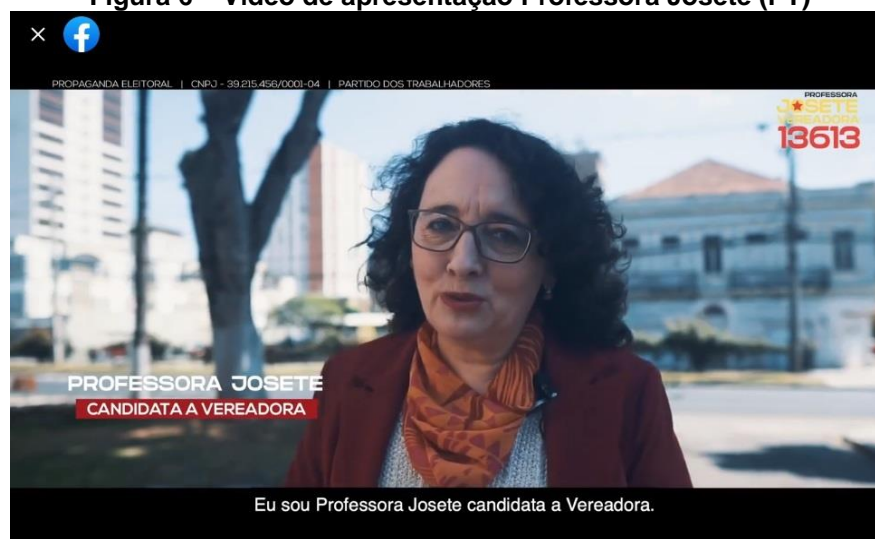 Figura 6 – Vídeo de apresentação Professora Josete (PT)
×
f
PROPAGANDA ELEITORAL | CNPJ - 39.215.456/0001-04 | PARTIDO DOS TRABALHADORES
PROFESSORA
JOSETE
VEREADORA
13613
PROFESSORA JOSETE
CANDIDATA A VEREADORA
Eu sou Professora Josete candidata a Vereadora.